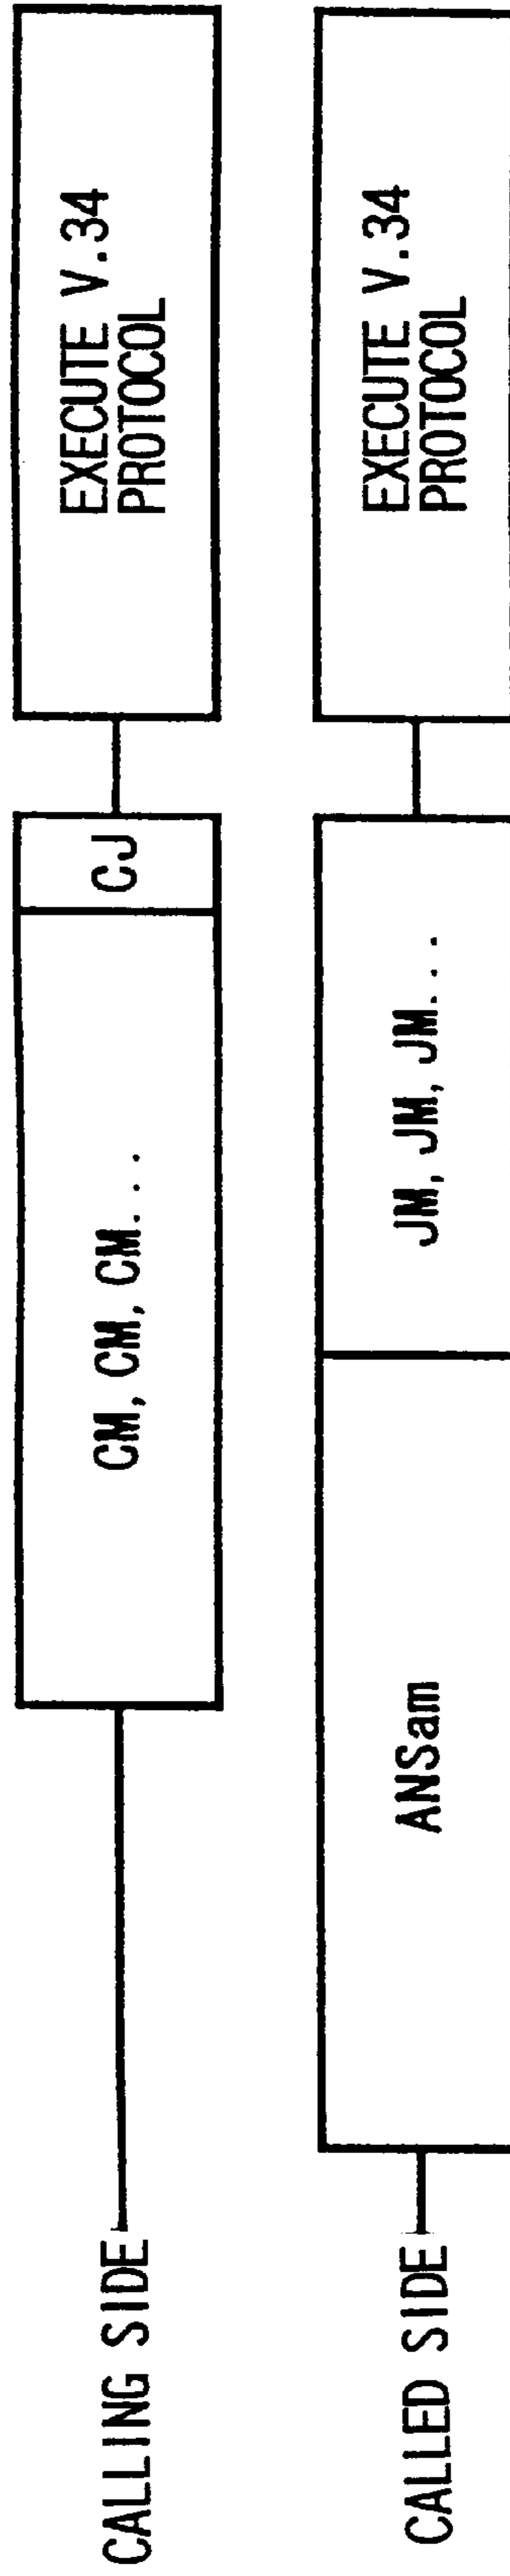 CALLING SIDE
CM, CM, CM...
CJ
EXECUTE V.34
PROTOCOL
CALLED SIDE
ANSam
JM, JM, JM...
EXECUTE V.34
PROTOCOL